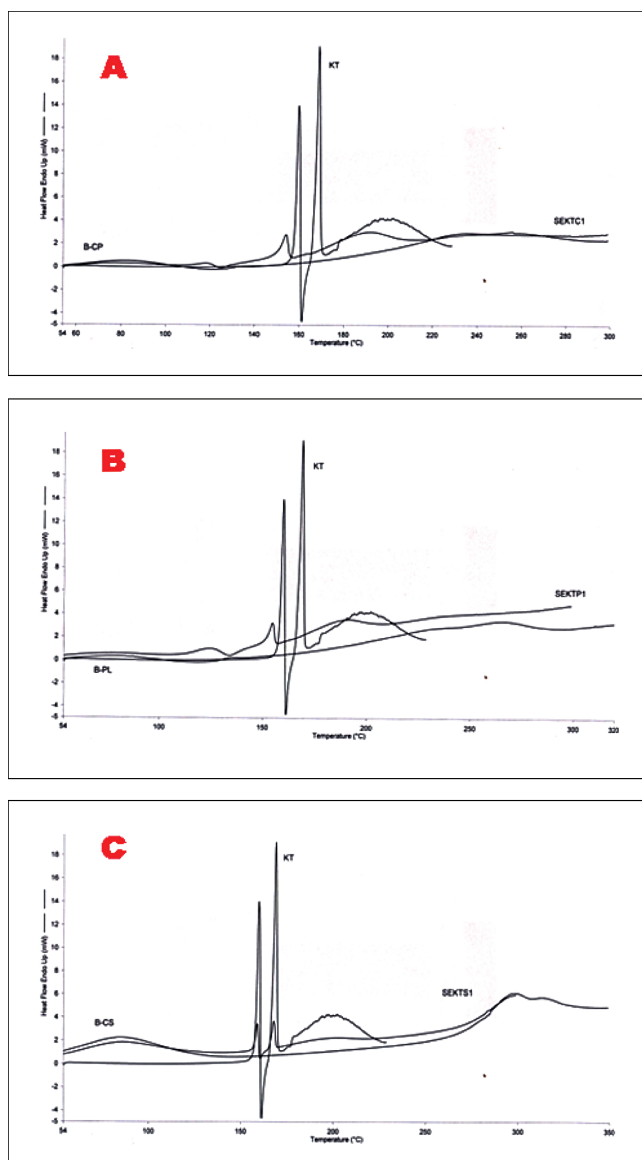 A
KT
B-CP
SEKTC1
Heat Flow Endo Up (mW)
18
16
14
12
10
8
6
4
2
0
-2
-4
-5
54 60 80 100 120 140 160 180 200 220 240 260 280 300
Temperature (°C)
B
KT
SEKTP1
B-PL
Heat Flow Endo Up (mW)
18
16
14
12
10
8
6
4
2
0
-2
-4
-5
54 100 150 200 250 300 320
Temperature (°C)
C
KT
SEKTS1
B-CS
Heat Flow Endo Up (mW)
18
16
14
12
10
8
6
4
2
0
-2
-4
-5
54 100 150 200 250 300 350
Temperature (°C)